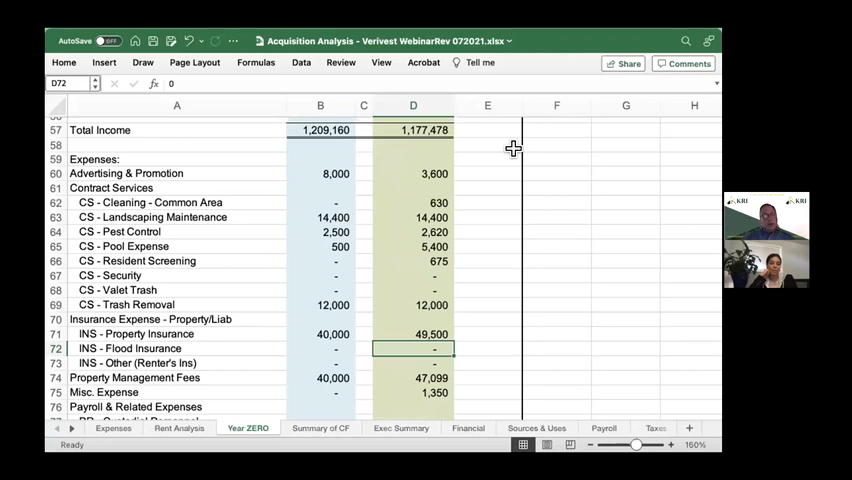 AutoSave OFF Acquisition Analysis - Verivest WebinarRev 072021.xlsx
Home Insert Draw Page Layout Formulas Data Review View Acrobat Tell me Share Comments
D72 fx 0
A B C D E F G H
57 Total Income 1,209,160 1,177,478
58
59 Expenses:
60 Advertising & Promotion 8,000 3,600
61 Contract Services
62 CS - Cleaning - Common Area - 630
63 CS - Landscaping Maintenance 14,400 14,400
64 CS - Pest Control 2,500 2,620
65 CS - Pool Expense 500 5,400
66 CS - Resident Screening - 675
67 CS - Security - -
68 CS - Valet Trash - -
69 CS - Trash Removal 12,000 12,000
70 Insurance Expense - Property/Liab
71 INS - Property Insurance 40,000 49,500
72 INS - Flood Insurance - -
73 INS - Other (Renter's Ins) - -
74 Property Management Fees 40,000 47,099
75 Misc. Expense - 1,350
76 Payroll & Related Expenses
Expenses Rent Analysis Year ZERO Summary of CF Exec Summary Financial Sources & Uses Payroll Taxes
Ready 160%
KRI KRI